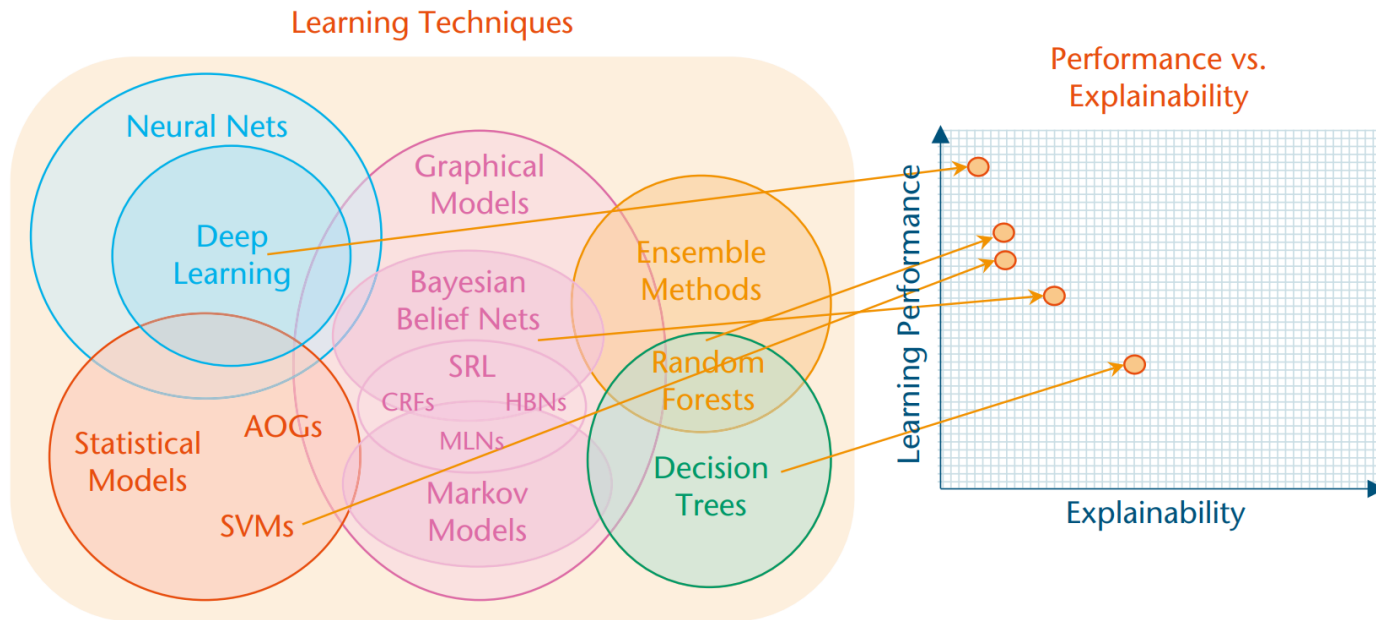 Learning Techniques
Neural Nets
Deep
Learning
Graphical
Models
Bayesian
Belief Nets
SRL
CRFs HBNs
MLNs
Markov
Models
Ensemble
Methods
Random
Forests
Decision
Trees
Statistical
Models
AOGs
SVMs
Performance vs.
Explainability
Learning Performance
Explainability